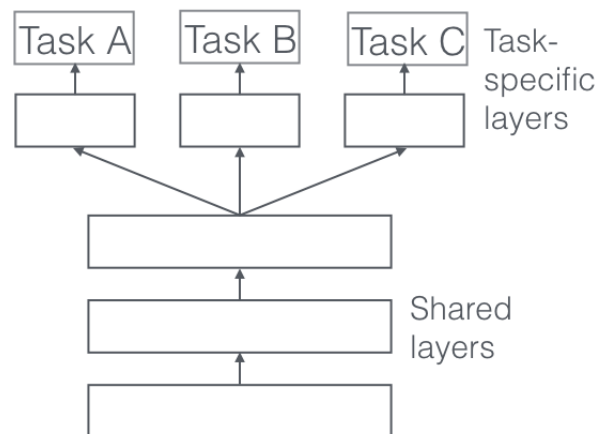 Task A
Task B
Task C
Task-
specific
layers
Shared
layers